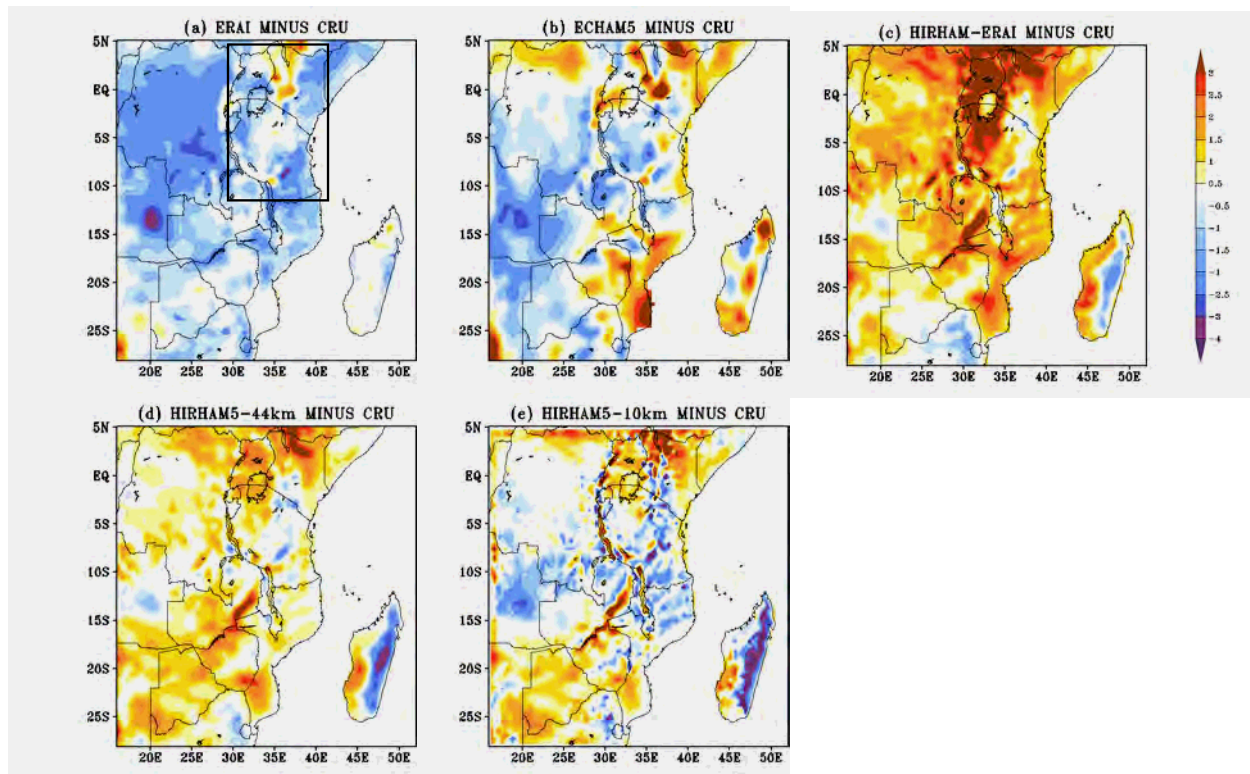 (a) ERAI MINUS CRU
(b) ECHAM5 MINUS CRU
(c) HIRHAM-ERAI MINUS CRU
5N
EQ
5S
10S
15S
20S
25S
20E 25E 30E 35E 40E 45E 50E
5N
EQ
5S
10S
15S
20S
25S
20E 25E 30E 35E 40E 45E 50E
5N
EQ
5S
10S
15S
20S
25S
20E 25E 30E 35E 40E 45E 50E
3
2.5
2
1.5
1
0.5
-0.5
-1
-1.5
-2
-2.5
-3
-4
(d) HIRHAM5-44km MINUS CRU
(e) HIRHAM5-10km MINUS CRU
5N
EQ
5S
10S
15S
20S
25S
20E 25E 30E 35E 40E 45E 50E
5N
EQ
5S
10S
15S
20S
25S
20E 25E 30E 35E 40E 45E 50E